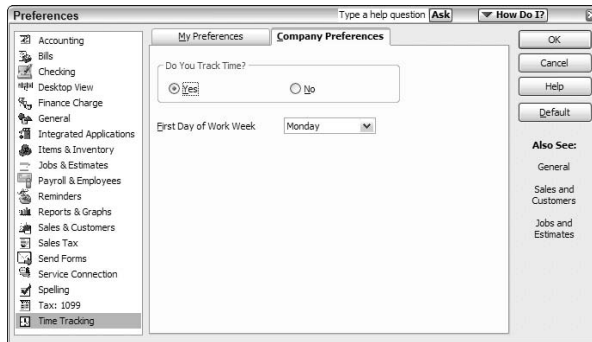 Preferences
Type a help question Ask
How Do I?
My Preferences
Company Preferences
Accounting
Bills
Checking
Desktop View
Finance Charge
General
Integrated Applications
Items & Inventory
Jobs & Estimates
Payroll & Employees
Reminders
Reports & Graphs
Sales & Customers
Sales Tax
Send Forms
Service Connection
Spelling
Tax: 1099
Time Tracking
Do You Track Time?
Yes
No
First Day of Work Week
Monday
OK
Cancel
Help
Default
Also See:
General
Sales and
Customers
Jobs and
Estimates